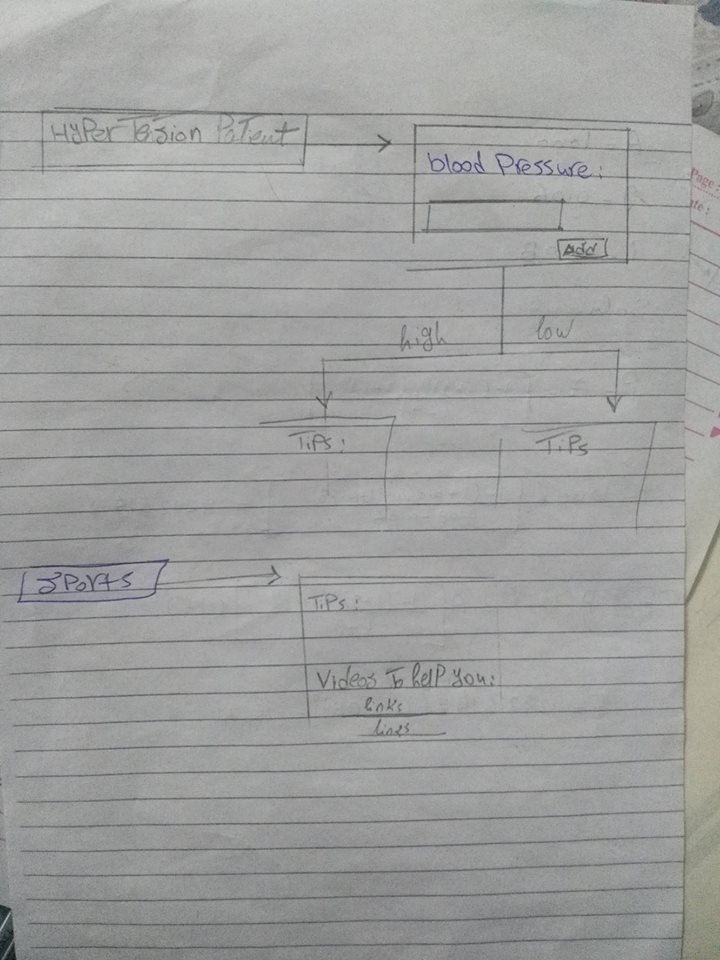 HyPer Tension Patient
blood Pressure:
Add
high
low
Tips:
Tips
SPorts
Tips:
Videos To help you:
links
links
Page
te: